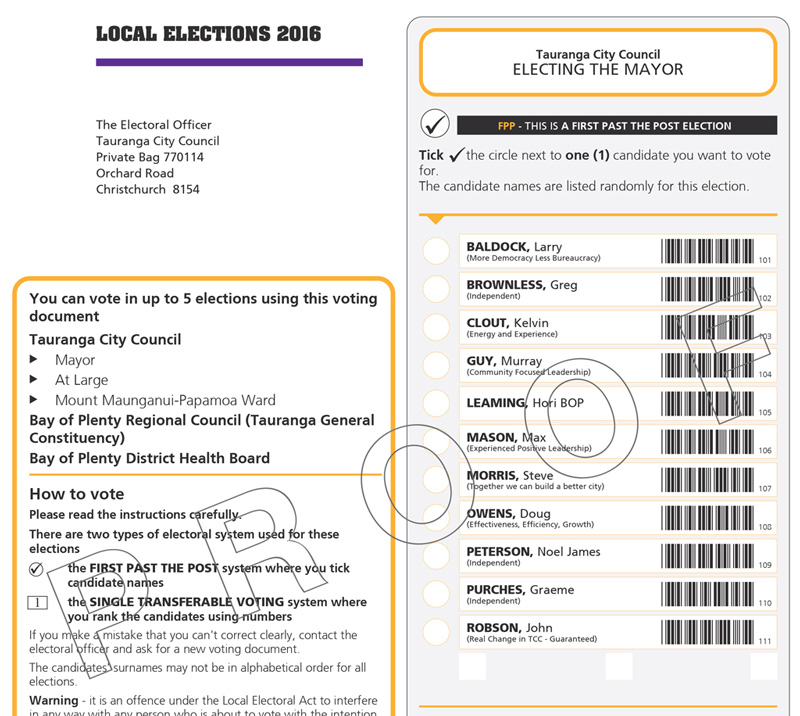 LOCAL ELECTIONS 2016
The Electoral Officer
Tauranga City Council
Private Bag 770114
Orchard Road
Christchurch 8154
You can vote in up to 5 elections using this voting
document
Tauranga City Council
Mayor
At Large
Mount Maunganui-Papamoa Ward
Bay of Plenty Regional Council (Tauranga General
Constituency)
Bay of Plenty District Health Board
How to vote
Please read the instructions carefully.
There are two types of electoral system used for these
elections
the FIRST PAST THE POST system where you tick
candidate names
1 the SINGLE TRANSFERABLE VOTING system where
you rank the candidates using numbers
If you make a mistake that you can't correct clearly, contact the
electoral officer and ask for a new voting document.
The candidates' surnames may not be in alphabetical order for all
elections.
Warning - it is an offence under the Local Electoral Act to interfere
in any way with any person who is about to vote with the intention
Tauranga City Council
ELECTING THE MAYOR
FPP - THIS IS A FIRST PAST THE POST ELECTION
Tick ✓ the circle next to one (1) candidate you want to vote
for.
The candidate names are listed randomly for this election.
BALDOCK, Larry
(More Democracy Less Bureaucracy) 101
BROWNLESS, Greg
(Independent) 102
CLOUT, Kelvin
(Energy and Experience) 103
GUY, Murray
(Community Focused Leadership) 104
LEAMING, Hori BOP
105
MASON, Max
(Experienced Positive Leadership) 106
MORRIS, Steve
(Together we can build a better city) 107
OWENS, Doug
(Effectiveness, Efficiency, Growth) 108
PETERSON, Noel James
(Independent) 109
PURCHES, Graeme
(Independent) 110
ROBSON, John
(Real Change in TCC - Guaranteed) 111
PROOF